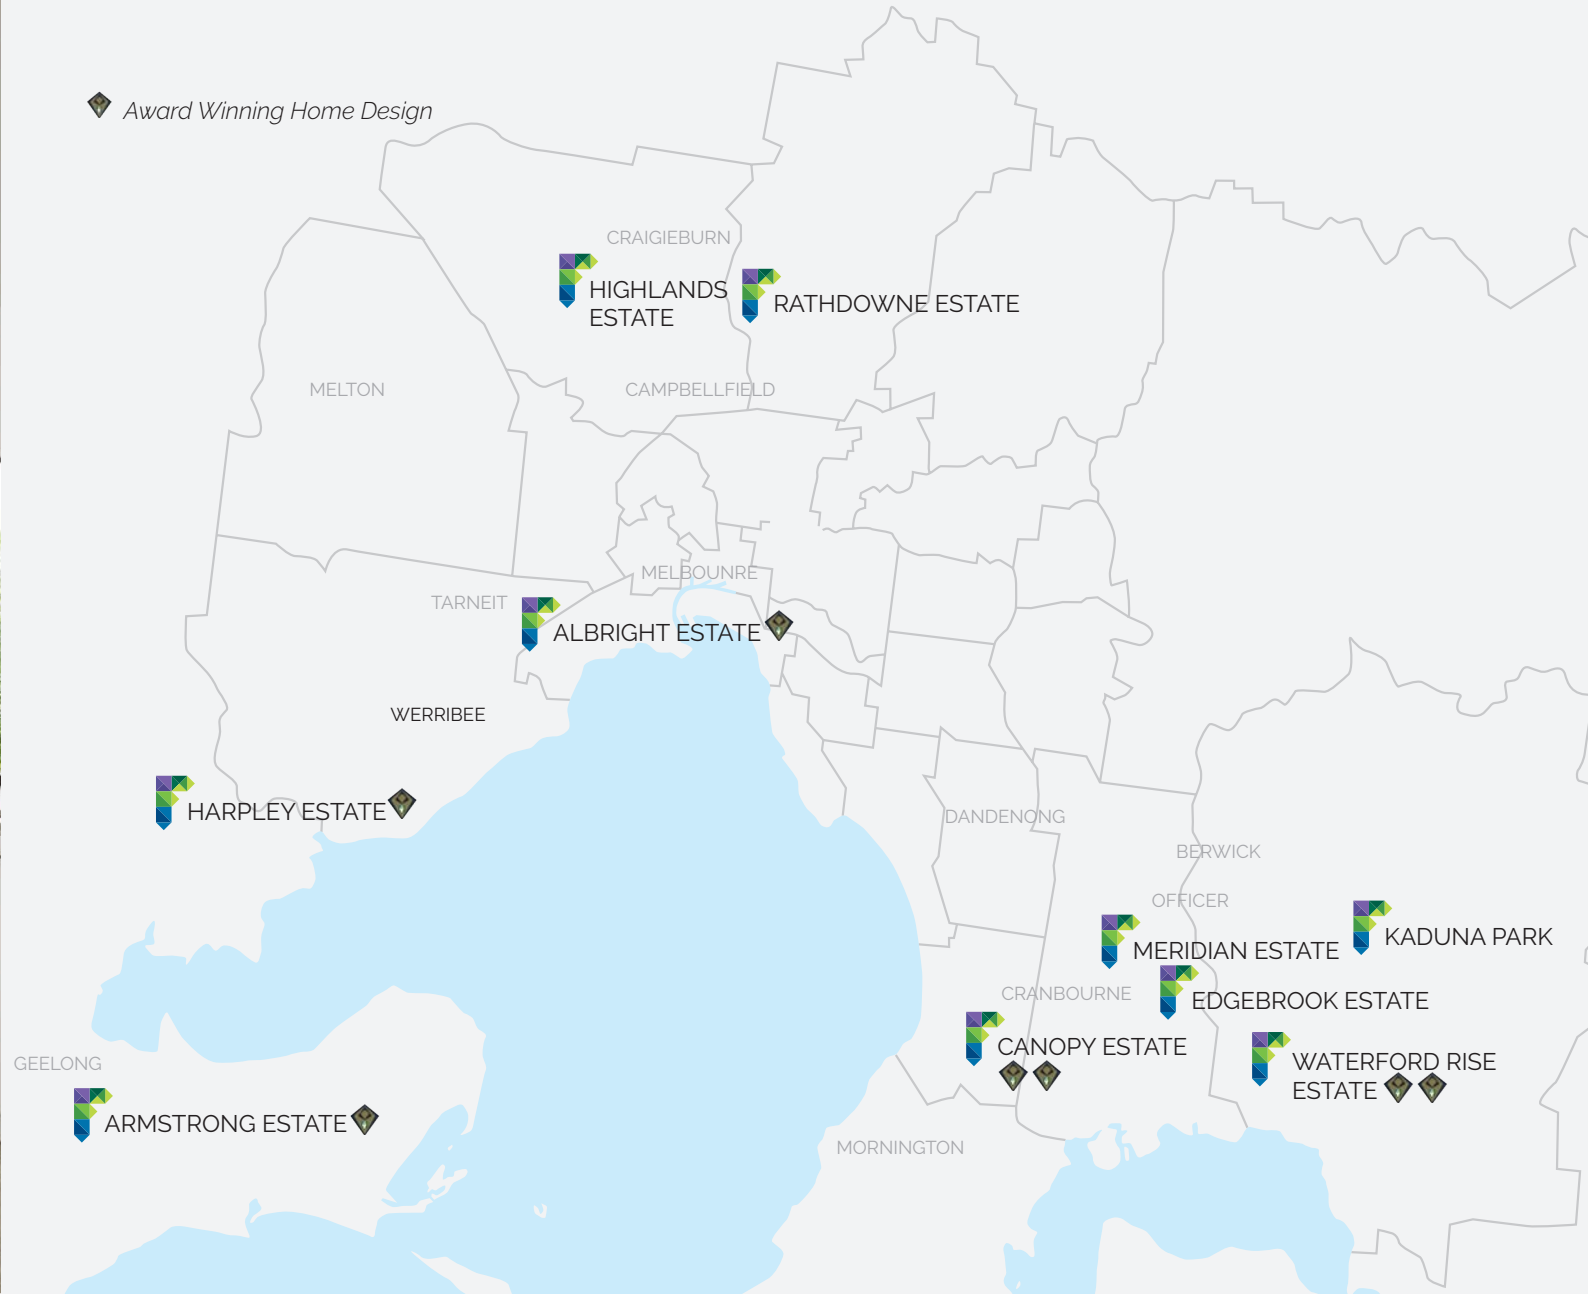 Award Winning Home Design
CRAIGIEBURN
HIGHLANDS
ESTATE
RATHDOWNE ESTATE
MELTON
CAMPBELLFIELD
MELBOUNRE
TARNEIT
ALBRIGHT ESTATE
WERRIBEE
HARPLEY ESTATE
DANDENONG
BERWICK
OFFICER
KADUNA PARK
MERIDIAN ESTATE
CRANBOURNE
EDGEBROOK ESTATE
CANOPY ESTATE
WATERFORD RISE
ESTATE
GEELONG
ARMSTRONG ESTATE
MORNINGTON